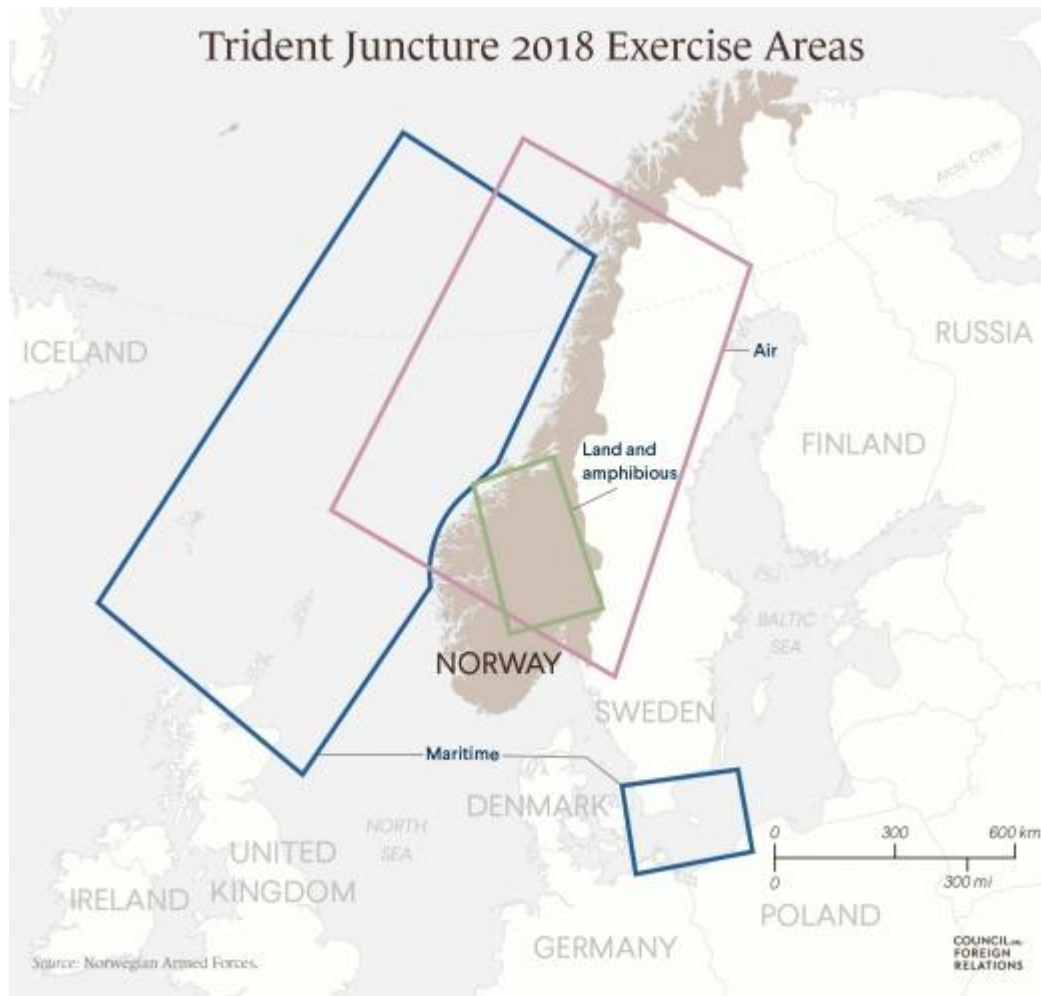 Trident Juncture 2018 Exercise Areas
Arctic Circle
Arctic Circle
ICELAND
RUSSIA
Air
FINLAND
Land and
amphibious
BALTIC
SEA
NORWAY
SWEDEN
Maritime
DENMARK
NORTH
SEA
0 300 600 km
0 300 mi
UNITED
KINGDOM
IRELAND
POLAND
GERMANY
Source: Norwegian Armed Forces.
COUNCIL on
FOREIGN
RELATIONS